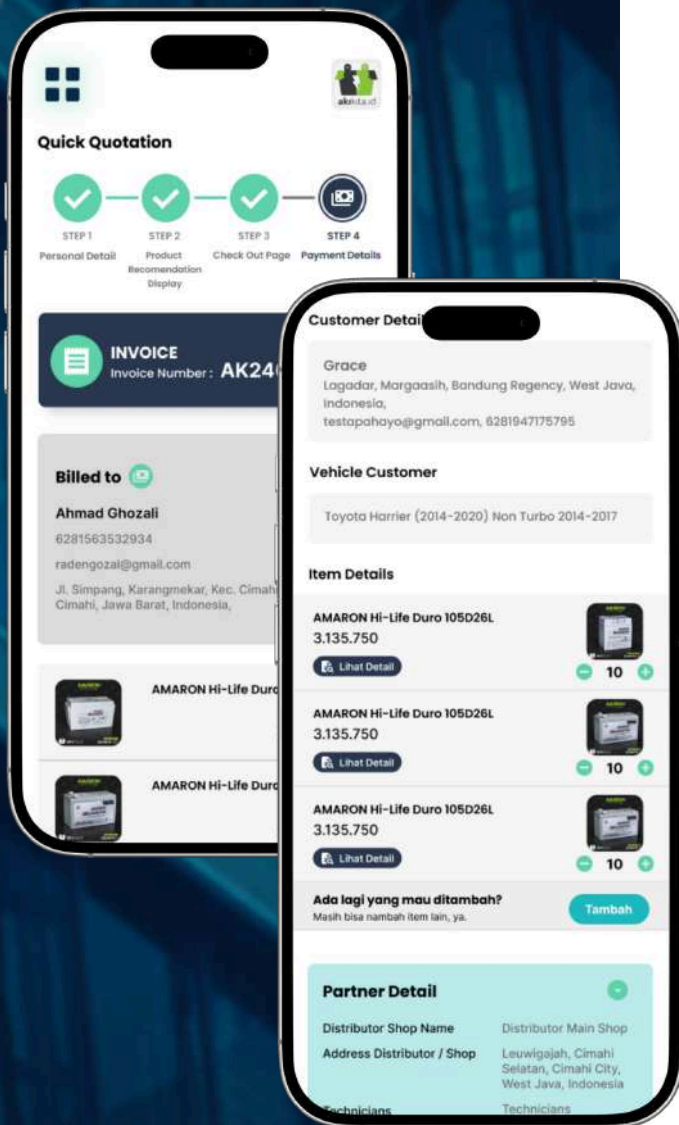 akikita.id
Quick Quotation
STEP 1
STEP 2
STEP 3
STEP 4
Personal Detail
Product
Recomendation
Display
Check Out Page
Payment Details
INVOICE
Invoice Number : AK24
Billed to
Ahmad Ghozali
6281563532934
radengozal@gmail.com
Jl. Simpang, Karangmekar, Kec. Cimah
Cimahi, Jawa Barat, Indonesia,
AMARON Hi-Life Duro
AMARON Hi-Life Duro
Customer Detai
Grace
Lagadar, Margaasih, Bandung Regency, West Java,
Indonesia,
testapahayo@gmail.com, 6281947175795
Vehicle Customer
Toyota Harrier (2014-2020) Non Turbo 2014-2017
Item Details
AMARON Hi-Life Duro 105D26L
3.135.750
Lihat Detail
10
AMARON Hi-Life Duro 105D26L
3.135.750
Lihat Detail
10
AMARON Hi-Life Duro 105D26L
3.135.750
Lihat Detail
10
Ada lagi yang mau ditambah?
Masih bisa nambah item lain, ya.
Tambah
Partner Detail
Distributor Shop Name
Distributor Main Shop
Address Distributor / Shop
Leuwigajah, Cimahi
Selatan, Cimahi City,
West Java, Indonesia
Technicians
Technicians